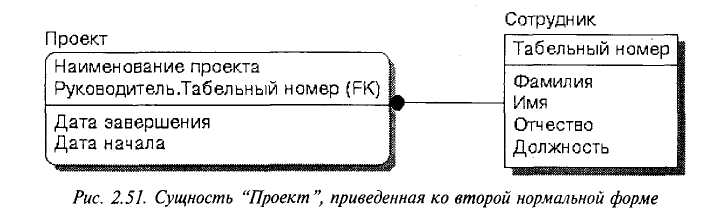 Проект
Наименование проекта
Руководитель.Табельный номер (FK)
Дата завершения
Дата начала
Сотрудник
Табельный номер
Фамилия
Имя
Отчество
Должность
Рис. 2.51. Сущность “Проект”, приведенная ко второй нормальной форме